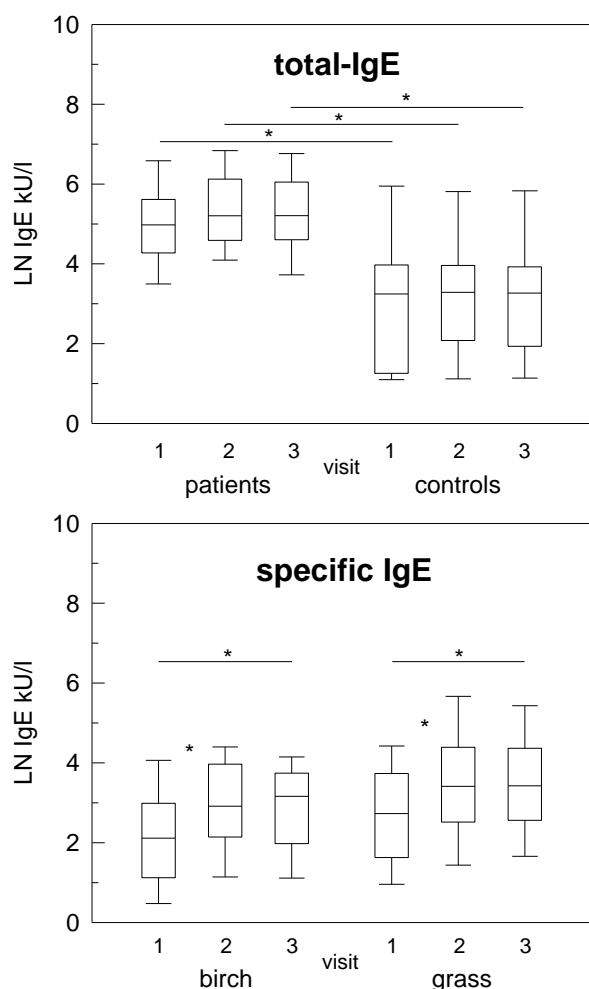 10
total-IgE
8
*
*
*
6
LN IgE kU/l
4
2
0
1 2 3 visit 1 2 3
patients controls
10
specific IgE
8
* *
6
*
*
LN IgE kU/l
4
2
0
1 2 3 visit 1 2 3
birch grass